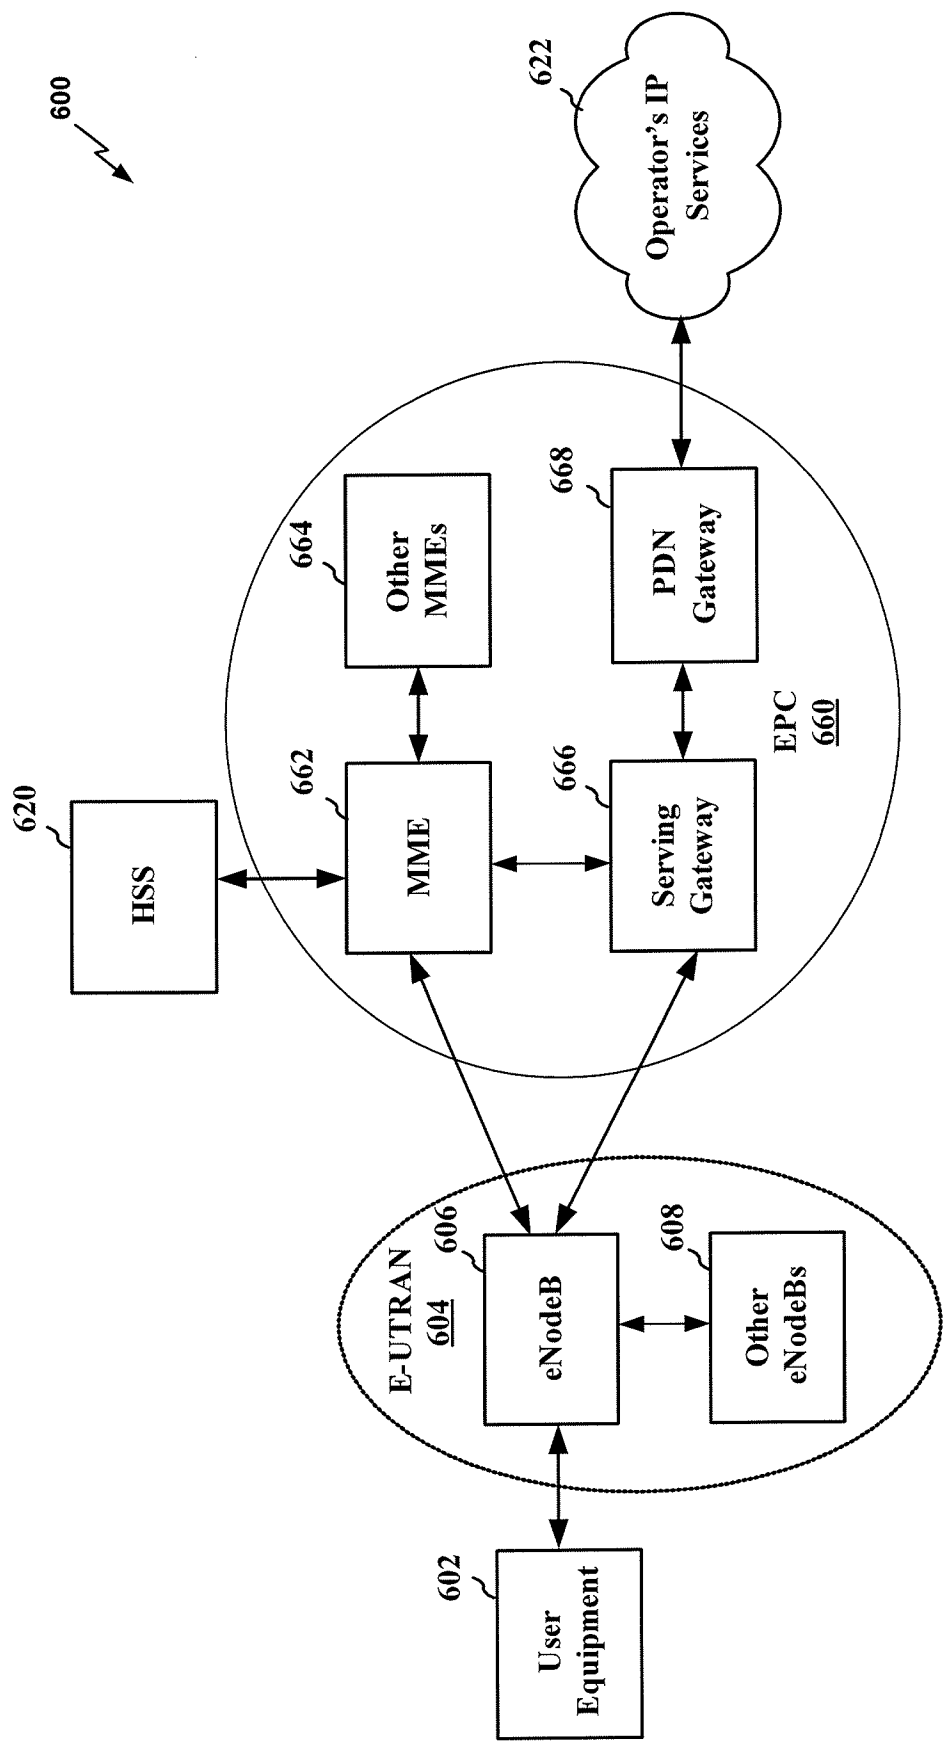 600
HSS
620
E-UTRAN
604
MME
662
Other
MMEs
664
User
Equipment
602
eNodeB
606
Serving
Gateway
666
PDN
Gateway
668
Operator's IP
Services
622
Other
eNodeBs
608
EPC
660